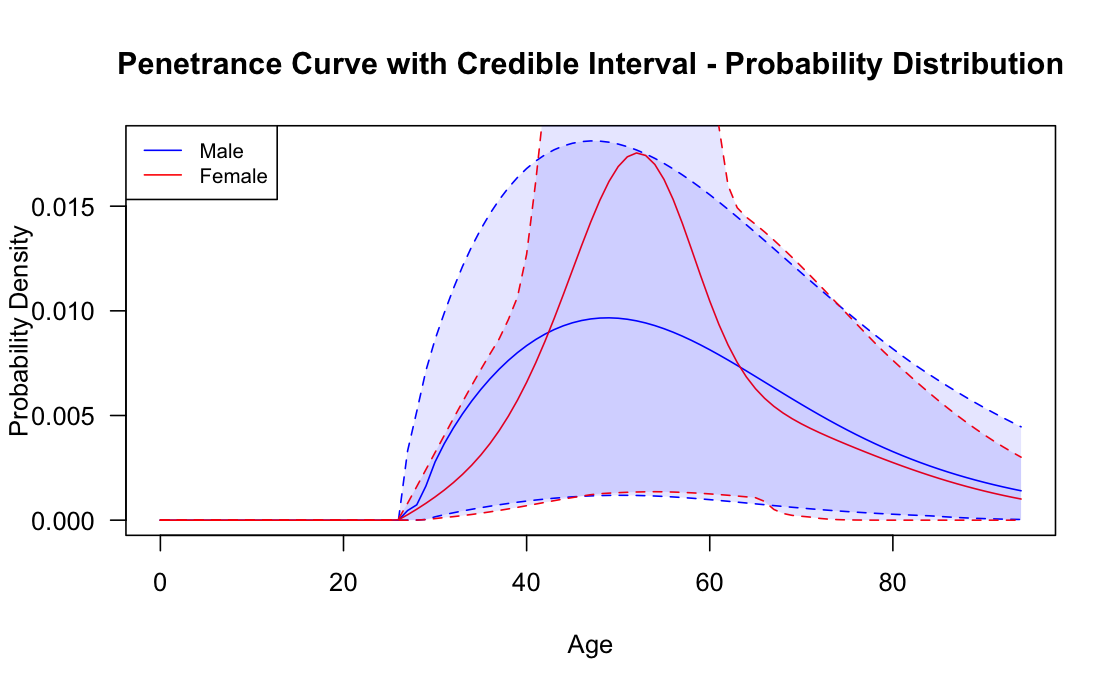 Penetrance Curve with Credible Interval - Probability Distribution
Male
Female
Probability Density
0.015
0.010
0.005
0.000
0 20 40 60 80
Age